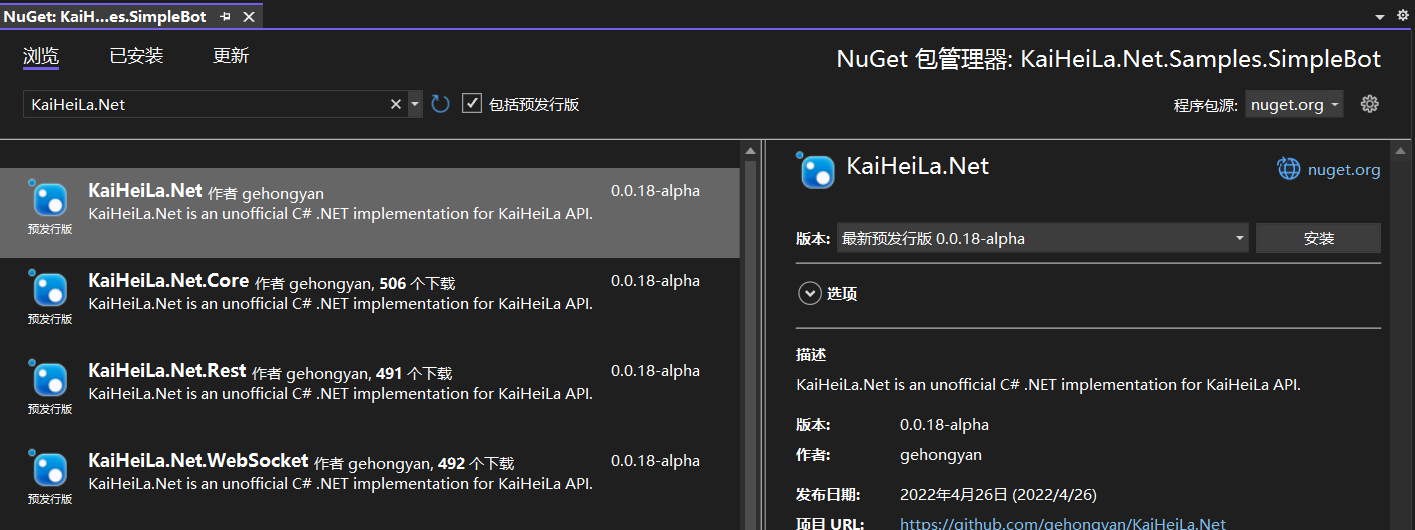 NuGet: KaiH...es.SimpleBot
浏览 已安装 更新
NuGet 包管理器: KaiHeiLa.Net.Samples.SimpleBot
KaiHeiLa.Net
包括预发行版
程序包源: nuget.org
KaiHeiLa.Net 作者 gehongyan 0.0.18-alpha
KaiHeiLa.Net is an unofficial C# .NET implementation for KaiHeiLa API.
预发行版
KaiHeiLa.Net.Core 作者 gehongyan, 506 个下载 0.0.18-alpha
KaiHeiLa.Net is an unofficial C# .NET implementation for KaiHeiLa API.
预发行版
KaiHeiLa.Net.Rest 作者 gehongyan, 491 个下载 0.0.18-alpha
KaiHeiLa.Net is an unofficial C# .NET implementation for KaiHeiLa API.
预发行版
KaiHeiLa.Net.WebSocket 作者 gehongyan, 492 个下载 0.0.18-alpha
KaiHeiLa.Net is an unofficial C# .NET implementation for KaiHeiLa API.
预发行版
KaiHeiLa.Net
nuget.org
版本: 最新预发行版 0.0.18-alpha 安装
选项
描述
KaiHeiLa.Net is an unofficial C# .NET implementation for KaiHeiLa API.
版本: 0.0.18-alpha
作者: gehongyan
发布日期: 2022年4月26日 (2022/4/26)
项目 URL: https://github.com/gehongyan/KaiHeiLa.Net